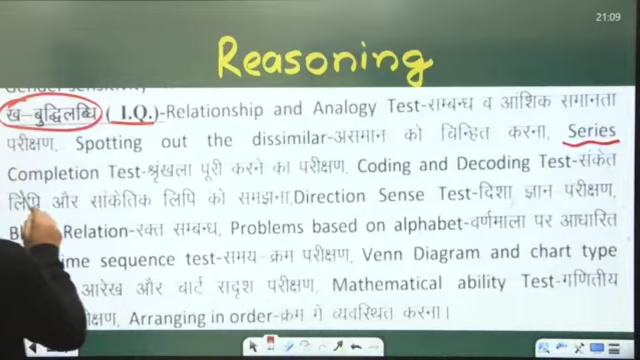 21:09
Reasoning
ख-बुद्धिलब्धि ( I.Q.)-Relationship and Analogy Test-सम्बन्ध व आंशिक समानता
परीक्षण, Spotting out the dissimilar-असमान को चिन्हित करना, Series
Completion Test-श्रृंखला पूरी करने का परीक्षण, Coding and Decoding Test-संकेत
लिपि और सांकेतिक लिपि को समझना,Direction Sense Test-दिशा ज्ञान परीक्षण,
Relation-रक्त सम्बन्ध, Problems based on alphabet-वर्णमाला पर आधारित
sequence test-समय-क्रम परीक्षण, Venn Diagram and chart type
आरेख और चार्ट सदृश परीक्षण, Mathematical ability Test-गणितीय
Arranging in order-क्रम में व्यवस्थित करना।